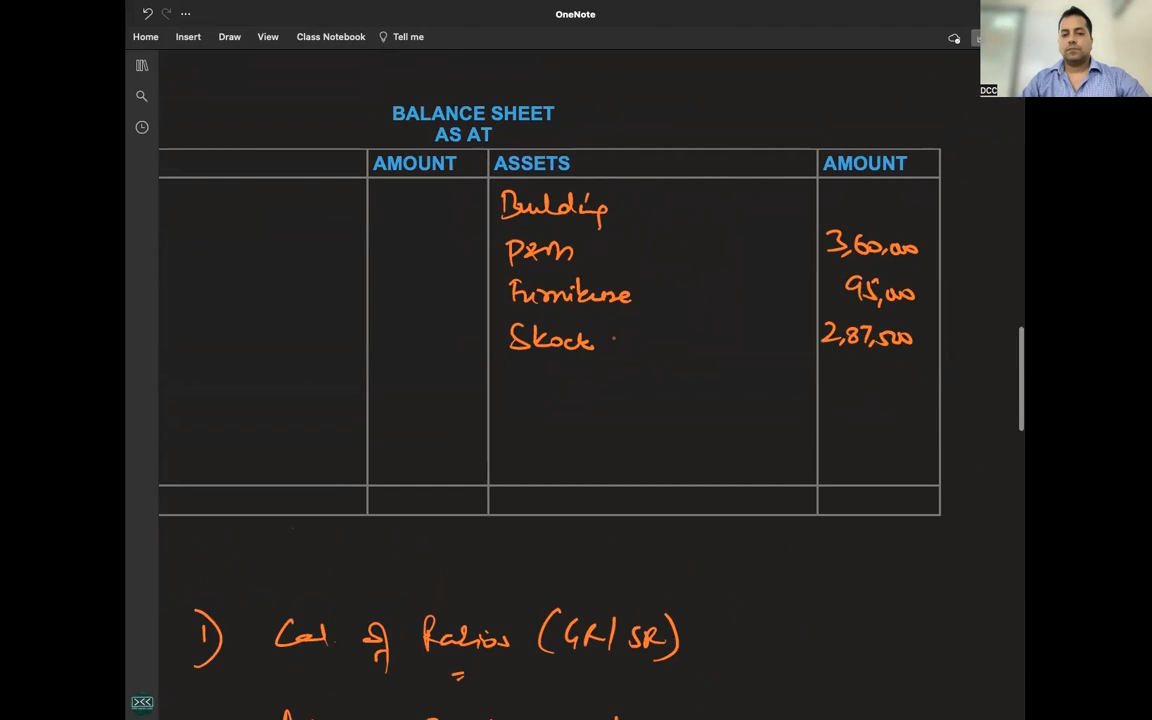 OneNote
Home Insert Draw View Class Notebook Tell me
DCC
BALANCE SHEET
AS AT
AMOUNT ASSETS AMOUNT
Building
P&M 3,60,000
Furniture 95,000
Stock 2,87,500
1) Cal. of Ratios (GR/SR)